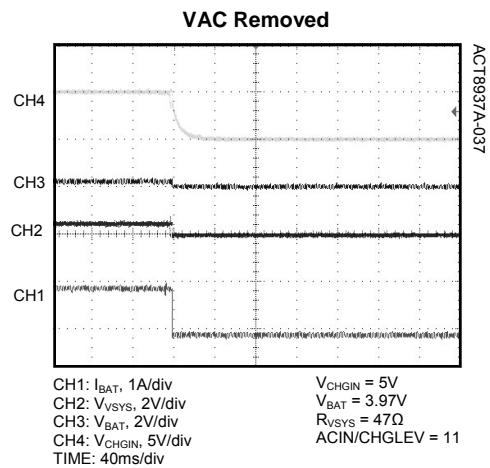 VAC Removed
CH4
CH3
CH2
CH1
ACT8937A-037
CH1: IBAT, 1A/div
CH2: VVSYS, 2V/div
CH3: VBAT, 2V/div
CH4: VCHGIN, 5V/div
TIME: 40ms/div
VCHGIN = 5V
VBAT = 3.97V
RVSYS = 47Ω
ACIN/CHGLEV = 11